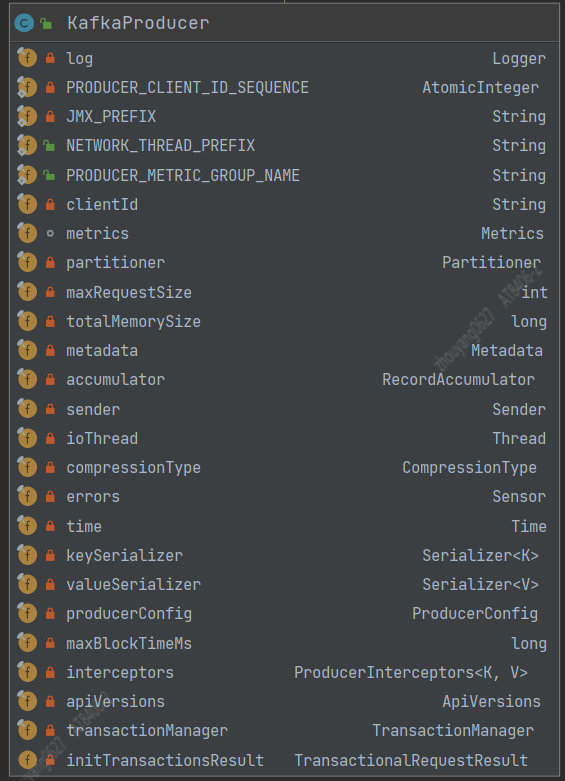 C KafkaProducer
f log Logger
f PRODUCER_CLIENT_ID_SEQUENCE AtomicInteger
f JMX_PREFIX String
f NETWORK_THREAD_PREFIX String
f PRODUCER_METRIC_GROUP_NAME String
f clientId String
f metrics Metrics
f partitioner Partitioner
f maxRequestSize int
f totalMemorySize long
f metadata Metadata
f accumulator RecordAccumulator
f sender Sender
f ioThread Thread
f compressionType CompressionType
f errors Sensor
f time Time
f keySerializer Serializer<K>
f valueSerializer Serializer<V>
f producerConfig ProducerConfig
f maxBlockTimeMs long
f interceptors ProducerInterceptors<K, V>
f apiVersions ApiVersions
f transactionManager TransactionManager
f initTransactionsResult TransactionalRequestResult